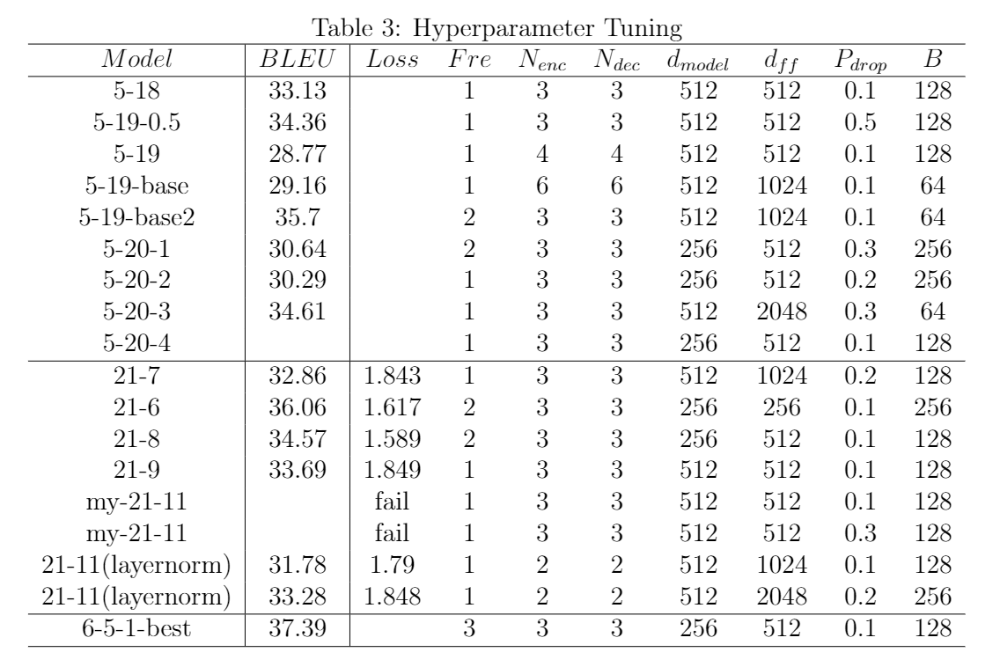 Table 3: Hyperparameter Tuning
Model BLEU Loss Fre N_enc N_dec d_model d_ff P_drop B
5-18 33.13 1 3 3 512 512 0.1 128
5-19-0.5 34.36 1 3 3 512 512 0.5 128
5-19 28.77 1 4 4 512 512 0.1 128
5-19-base 29.16 1 6 6 512 1024 0.1 64
5-19-base2 35.7 2 3 3 512 1024 0.1 64
5-20-1 30.64 2 3 3 256 512 0.3 256
5-20-2 30.29 1 3 3 256 512 0.2 256
5-20-3 34.61 1 3 3 512 2048 0.3 64
5-20-4 1 3 3 256 512 0.1 128
21-7 32.86 1.843 1 3 3 512 1024 0.2 128
21-6 36.06 1.617 2 3 3 256 256 0.1 256
21-8 34.57 1.589 2 3 3 256 512 0.1 128
21-9 33.69 1.849 1 3 3 512 512 0.1 128
my-21-11 fail 1 3 3 512 512 0.1 128
my-21-11 fail 1 3 3 512 512 0.3 128
21-11(layernorm) 31.78 1.79 1 2 2 512 1024 0.1 128
21-11(layernorm) 33.28 1.848 1 2 2 512 2048 0.2 256
6-5-1-best 37.39 3 3 3 256 512 0.1 128